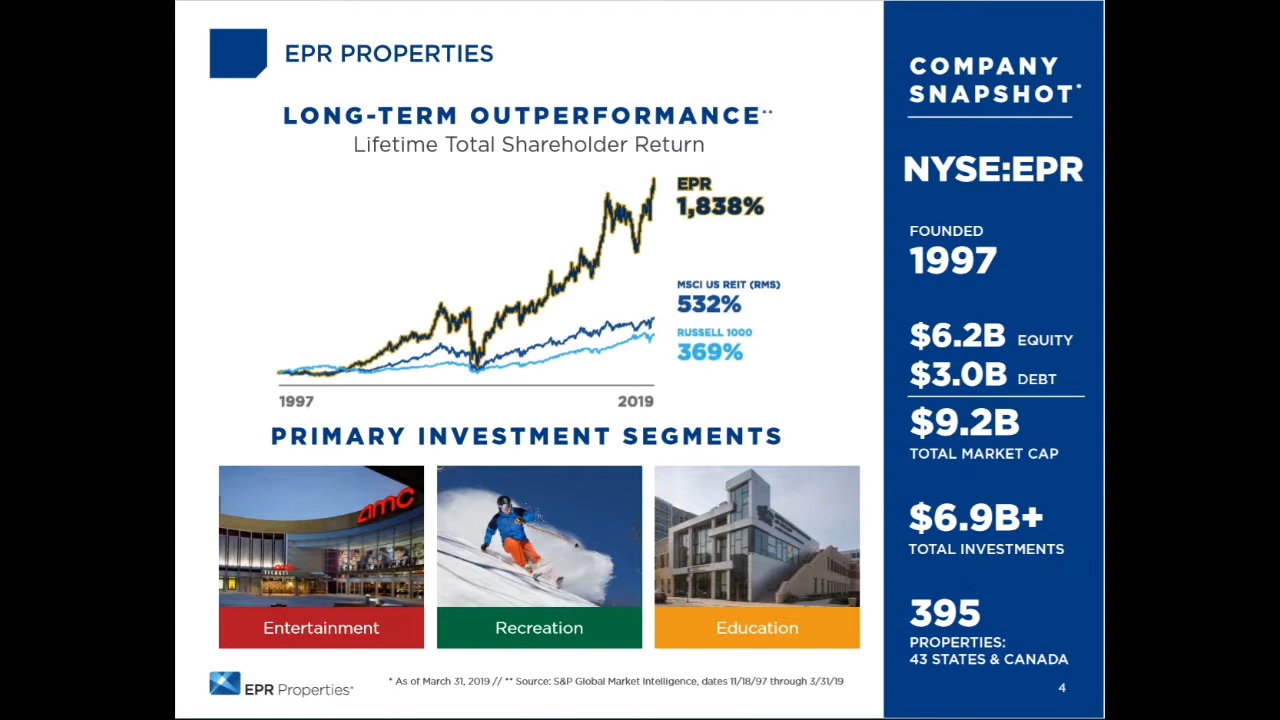 EPR PROPERTIES
LONG-TERM OUTPERFORMANCE**
Lifetime Total Shareholder Return
EPR
1,838%
MSCI US REIT (RMS)
532%
RUSSELL 1000
369%
1997
2019
PRIMARY INVESTMENT SEGMENTS
amc
TICKETS
Entertainment
Recreation
Education
EPR Properties®
* As of March 31, 2019 // ** Source: S&P Global Market Intelligence, dates 11/18/97 through 3/31/19
COMPANY
SNAPSHOT*
NYSE:EPR
FOUNDED
1997
$6.2B EQUITY
$3.0B DEBT
$9.2B
TOTAL MARKET CAP
$6.9B+
TOTAL INVESTMENTS
395
PROPERTIES:
43 STATES & CANADA
4